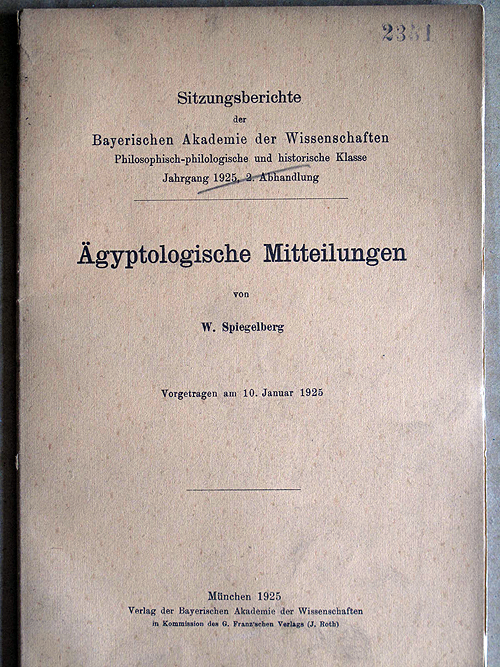 2351
Sitzungsberichte
der
Bayerischen Akademie der Wissenschaften
Philosophisch-philologische und historische Klasse
Jahrgang 1925, 2. Abhandlung
Ägyptologische Mitteilungen
von
W. Spiegelberg
Vorgetragen am 10. Januar 1925
München 1925
Verlag der Bayerischen Akademie der Wissenschaften
in Kommission des G. Franz'schen Verlags (J. Roth)